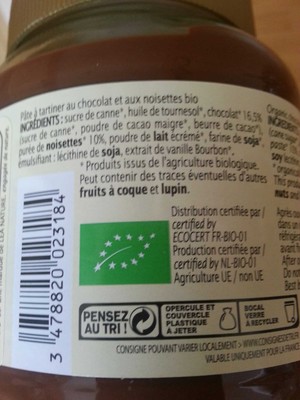 Pâte à tartiner au chocolat et aux noisettes bio
INGRÉDIENTS : sucre de canne*, huile de tournesol*, chocolat* 16,5%
(sucre de canne*, poudre de cacao maigre*, beurre de cacao*),
purée de noisettes* 10%, poudre de lait écrémé*, farine de soja*,
émulsifiant : lécithine de soja, extrait de vanille Bourbon*.
* Produits issus de l'agriculture biologique.
Peut contenir des traces éventuelles d'autres
fruits à coque et lupin.
Distribution certifiée par /
certified by
ECOCERT FR-BIO-01
Production certifiée par /
certified by NL-BIO-01
Agriculture UE / non UE
3 478820 023184
PENSEZ
AU TRI !
OPERCULE ET
COUVERCLE
PLASTIQUE
À JETER
BOCAL
VERRE
À RECYCLER
CONSIGNE POUVANT VARIER LOCALEMENT >
VALABLE UNIQUEMENT EN FRANCE
Organic